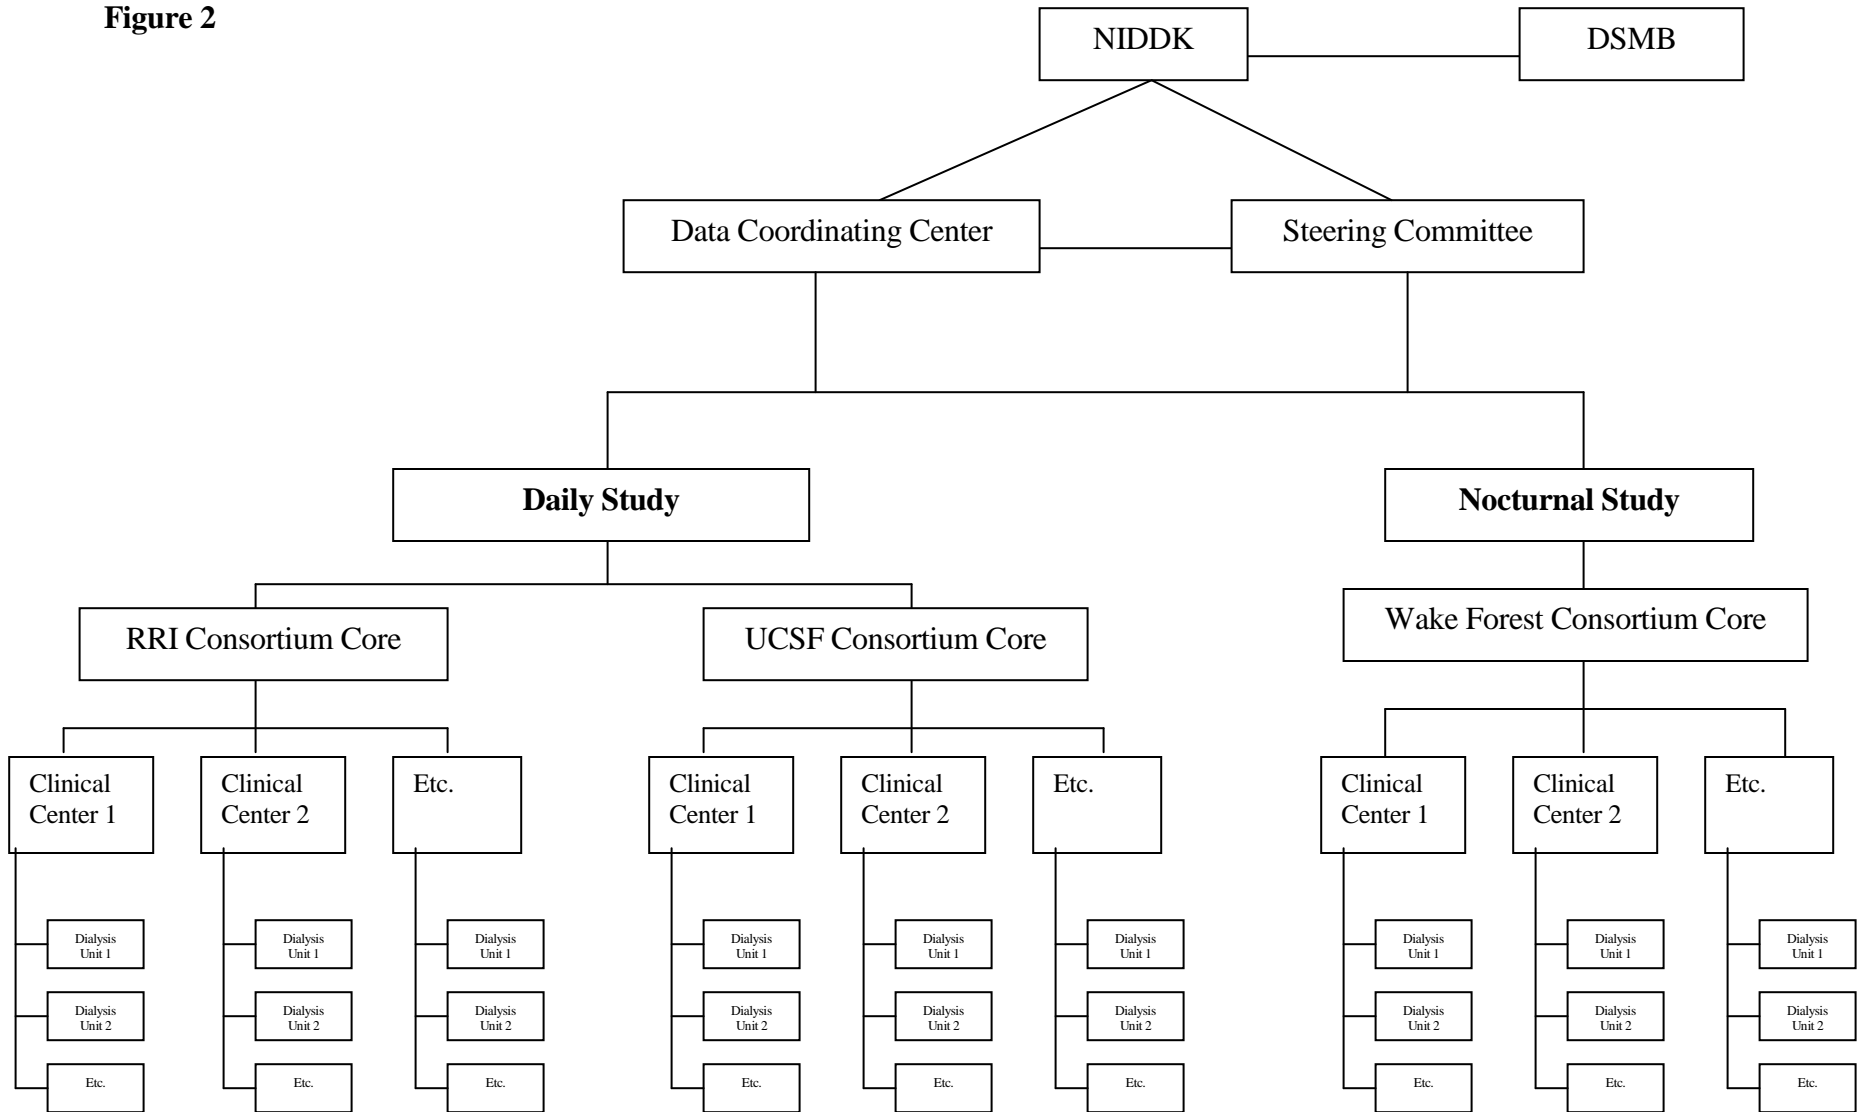 Figure 2
NIDDK
DSMB
Data Coordinating Center
Steering Committee
Daily Study
Nocturnal Study
RRI Consortium Core
UCSF Consortium Core
Wake Forest Consortium Core
Clinical
Center 1
Clinical
Center 2
Etc.
Clinical
Center 1
Clinical
Center 2
Etc.
Clinical
Center 1
Clinical
Center 2
Etc.
Dialysis
Unit 1
Dialysis
Unit 1
Dialysis
Unit 1
Dialysis
Unit 1
Dialysis
Unit 1
Dialysis
Unit 1
Dialysis
Unit 1
Dialysis
Unit 1
Dialysis
Unit 1
Dialysis
Unit 2
Dialysis
Unit 2
Dialysis
Unit 2
Dialysis
Unit 2
Dialysis
Unit 2
Dialysis
Unit 2
Dialysis
Unit 2
Dialysis
Unit 2
Dialysis
Unit 2
Etc.
Etc.
Etc.
Etc.
Etc.
Etc.
Etc.
Etc.
Etc.